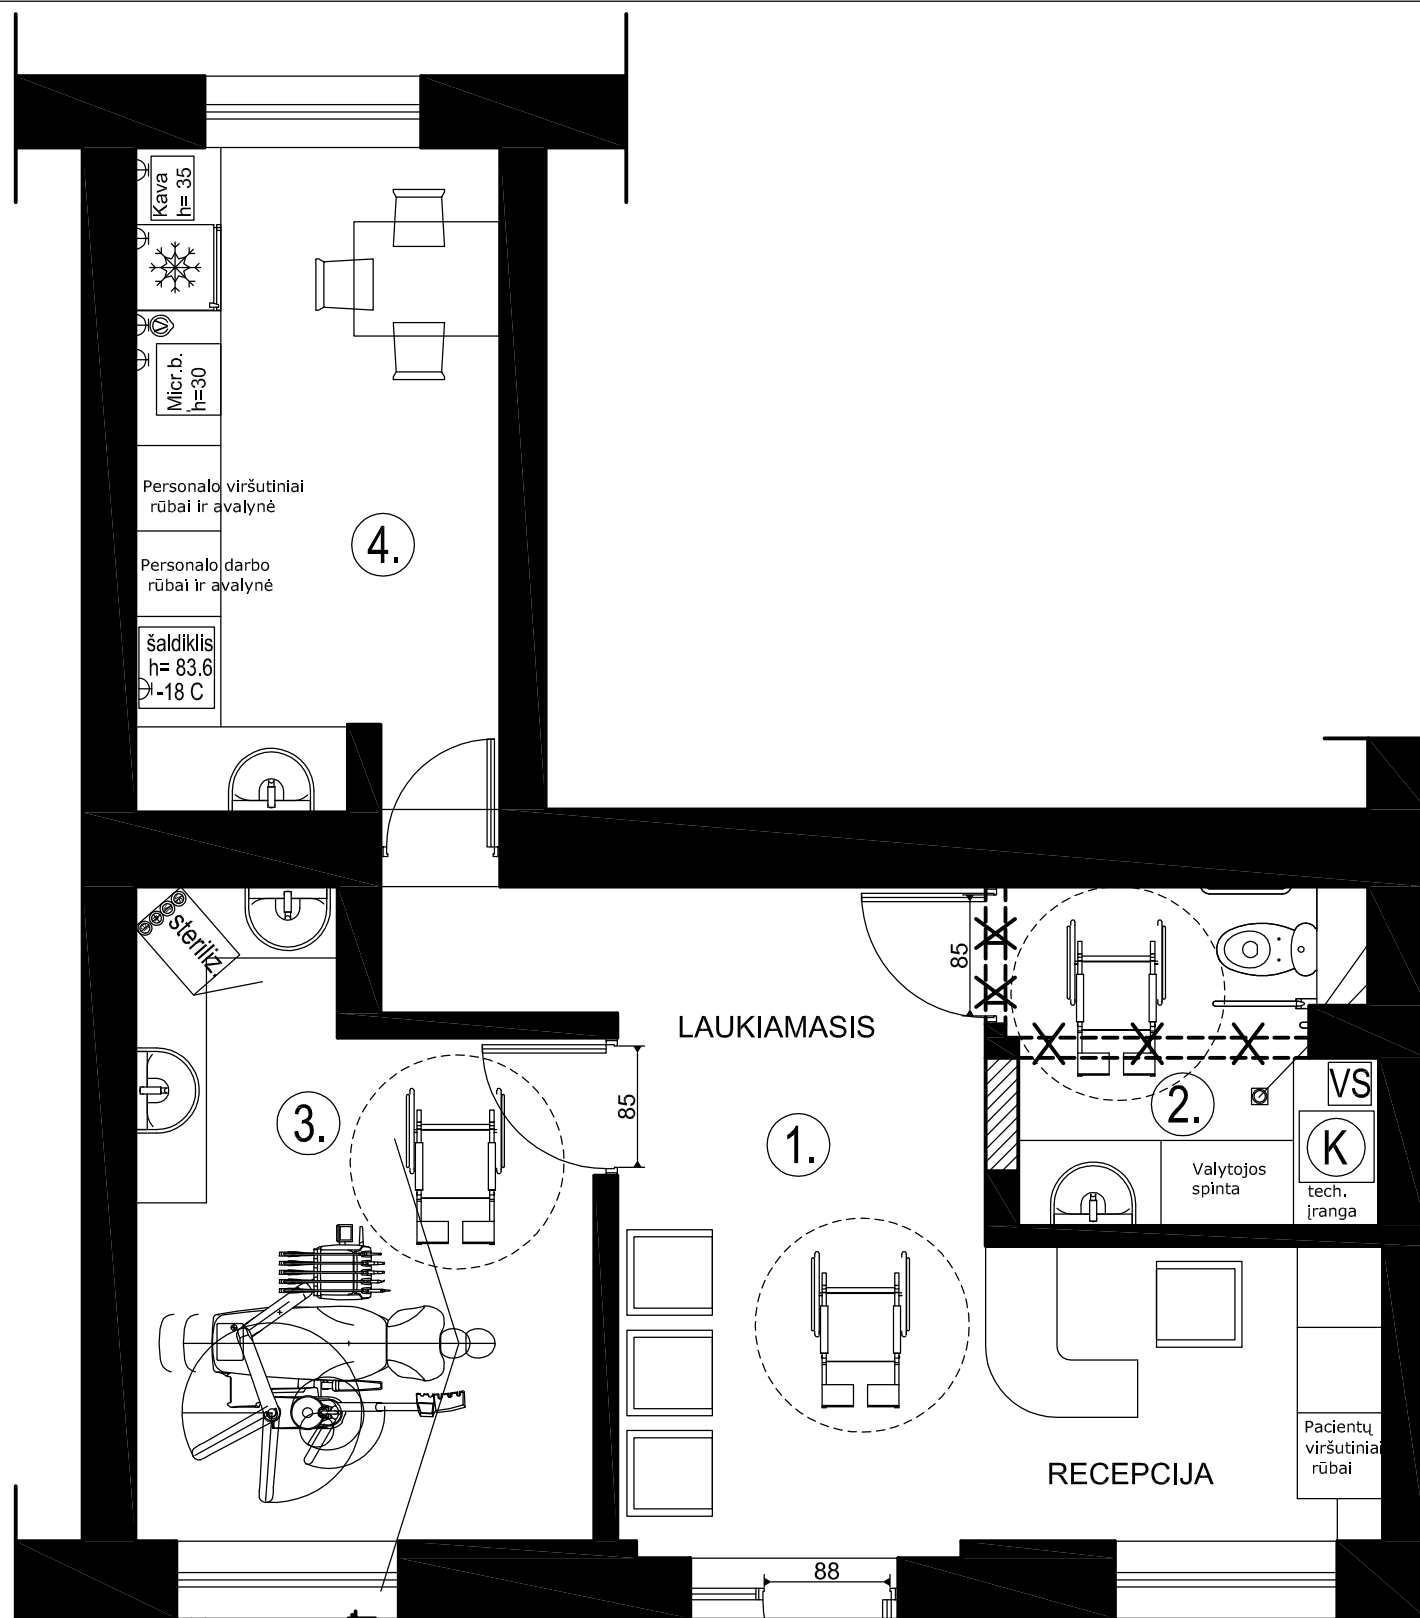 Kava
h= 35
V
Micr.b.
h=30
Personalo viršutiniai
rūbai ir avalynė
4.
Personalo darbo
rūbai ir avalynė
šaldiklis
h= 83.6
-18 C
steriliz.
85
LAUKIAMASIS
VS
3.
85
2.
1.
K
Valytojos
spinta
tech.
įranga
Pacientų
viršutiniai
rūbai
RECEPCIJA
88